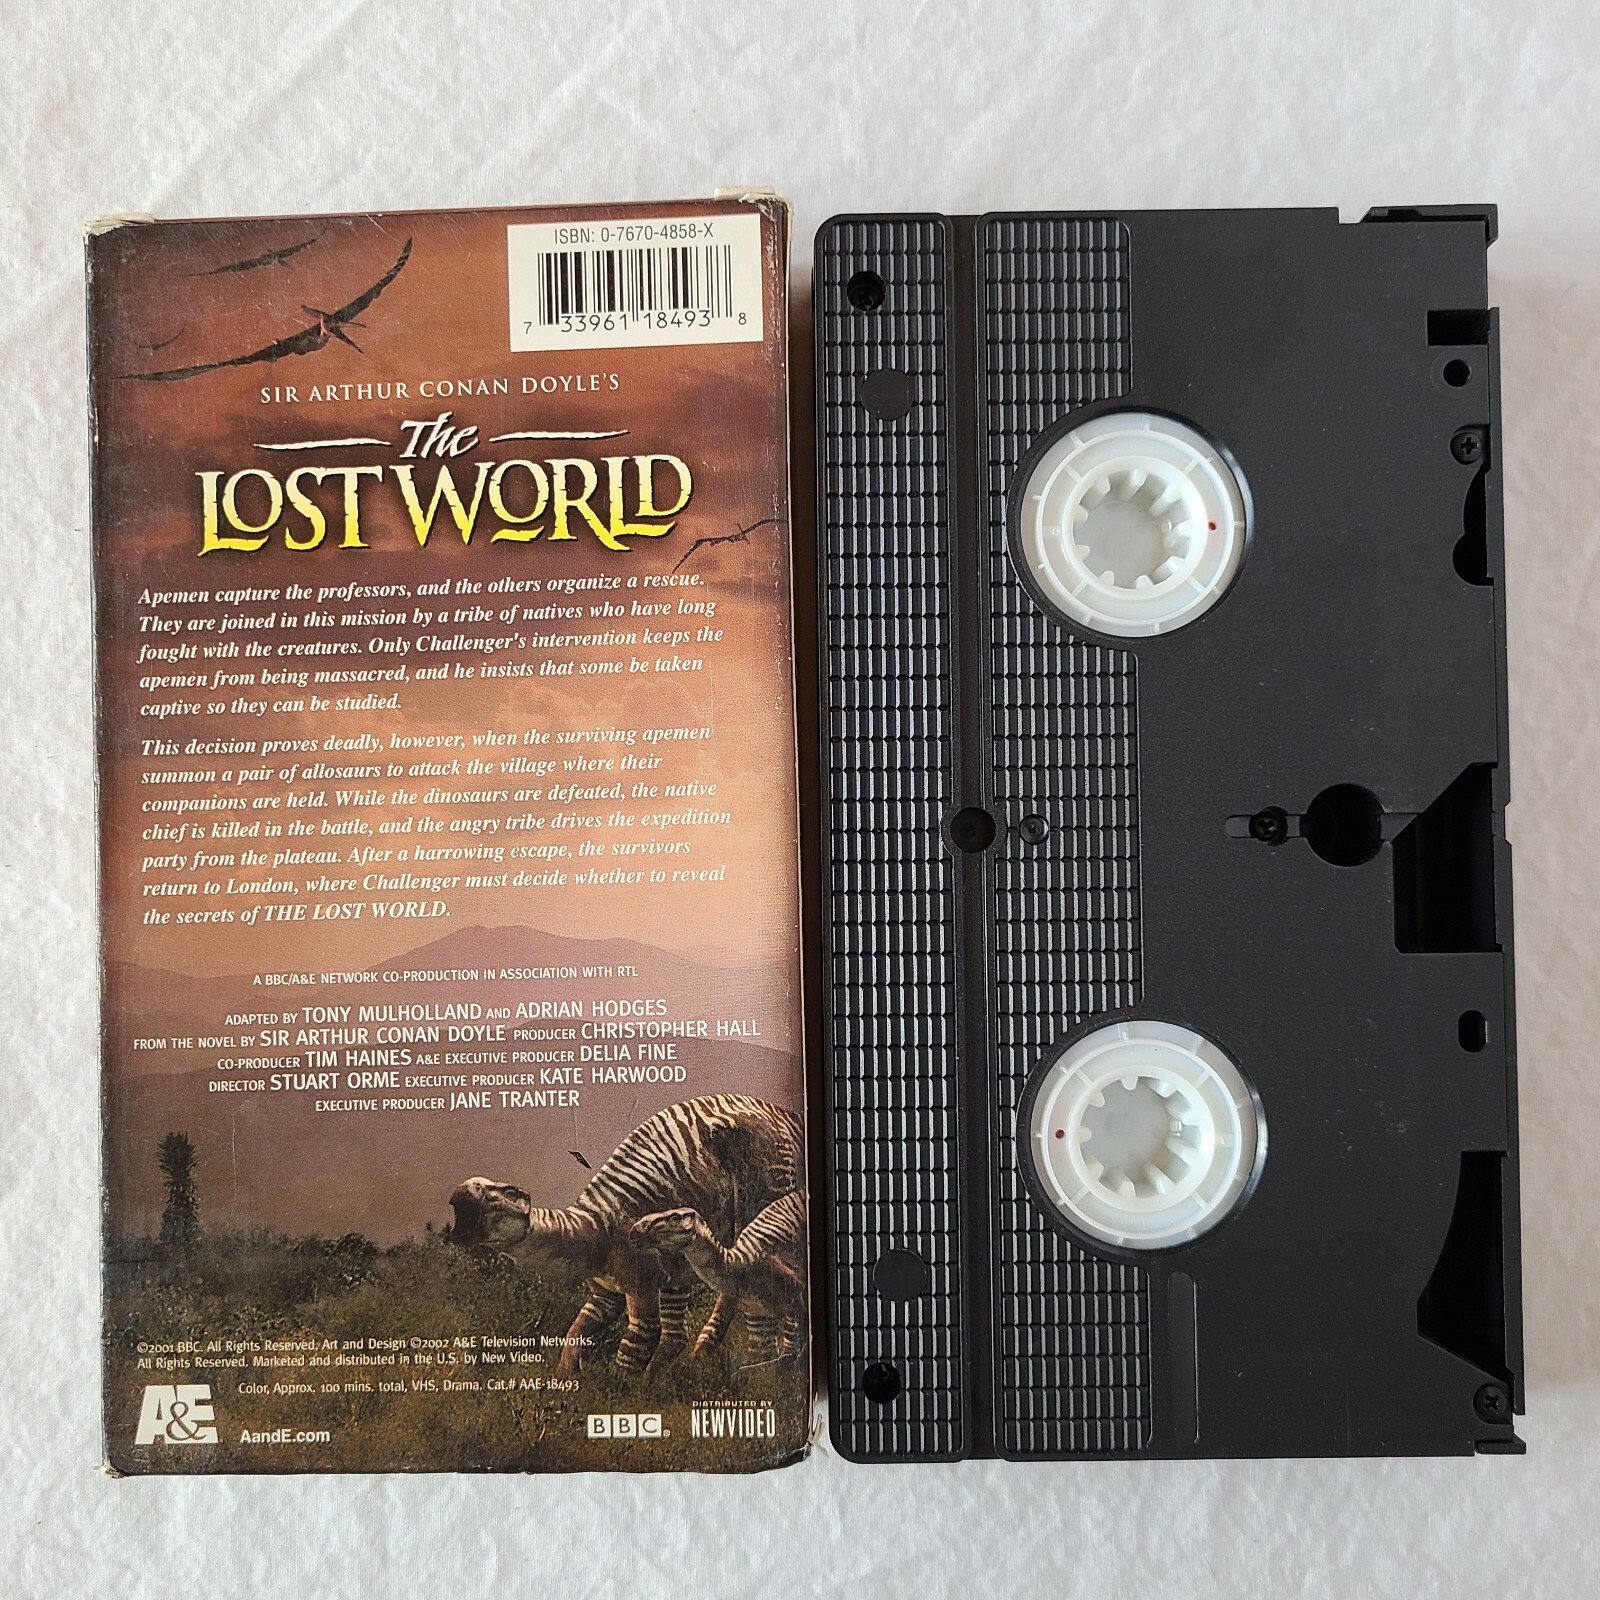 ISBN: 0-7670-4858-X
7 33961 18493 8
SIR ARTHUR CONAN DOYLE'S
The
LOST WORLD
Apemen capture the professors, and the others organize a rescue.
They are joined in this mission by a tribe of natives who have long
fought with the creatures. Only Challenger's intervention keeps the
apemen from being massacred, and he insists that some be taken
captive so they can be studied.
This decision proves deadly, however, when the surviving apemen
summon a pair of allosaurs to attack the village where their
companions are held. While the dinosaurs are defeated, the native
chief is killed in the battle, and the angry tribe drives the expedition
party from the plateau. After a harrowing escape, the survivors
return to London, where Challenger must decide whether to reveal
the secrets of THE LOST WORLD.
A BBC/A&E NETWORK CO-PRODUCTION IN ASSOCIATION WITH RTL
ADAPTED BY TONY MULHOLLAND AND ADRIAN HODGES
FROM THE NOVEL BY SIR ARTHUR CONAN DOYLE PRODUCER CHRISTOPHER HALL
CO-PRODUCER TIM HAINES A&E EXECUTIVE PRODUCER DELIA FINE
DIRECTOR STUART ORME EXECUTIVE PRODUCER KATE HARWOOD
EXECUTIVE PRODUCER JANE TRANTER
©2001 BBC. All Rights Reserved. Art and Design ©2002 A&E Television Networks.
All Rights Reserved. Marketed and distributed in the U.S. by New Video.
Color, Approx. 100 mins. total, VHS, Drama. Cat.# AAE-18493
A&E AandE.com
BBC®
DISTRIBUTED BY
NEWVIDEO